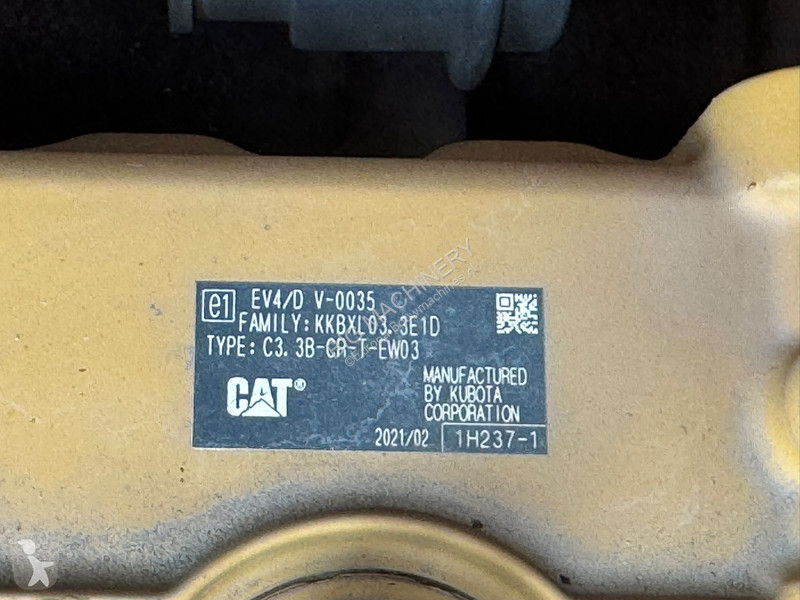 e1 EV4/D V-0035
FAMILY: KKBXL03.3E1D
TYPE: C3.3B-CR-T-EW03
CAT®
MANUFACTURED
BY KUBOTA
CORPORATION
2021/02 1H237-1
MACHINERY